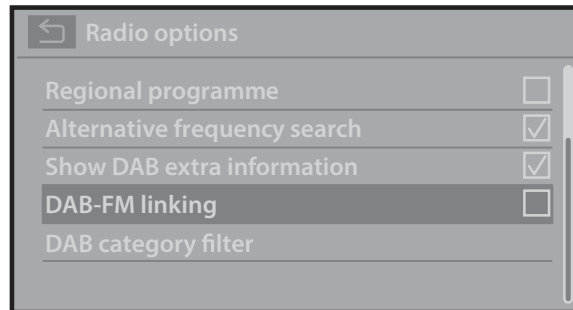 Radio options
Regional programme
Alternative frequency search
Show DAB extra information
DAB-FM linking
DAB category filter